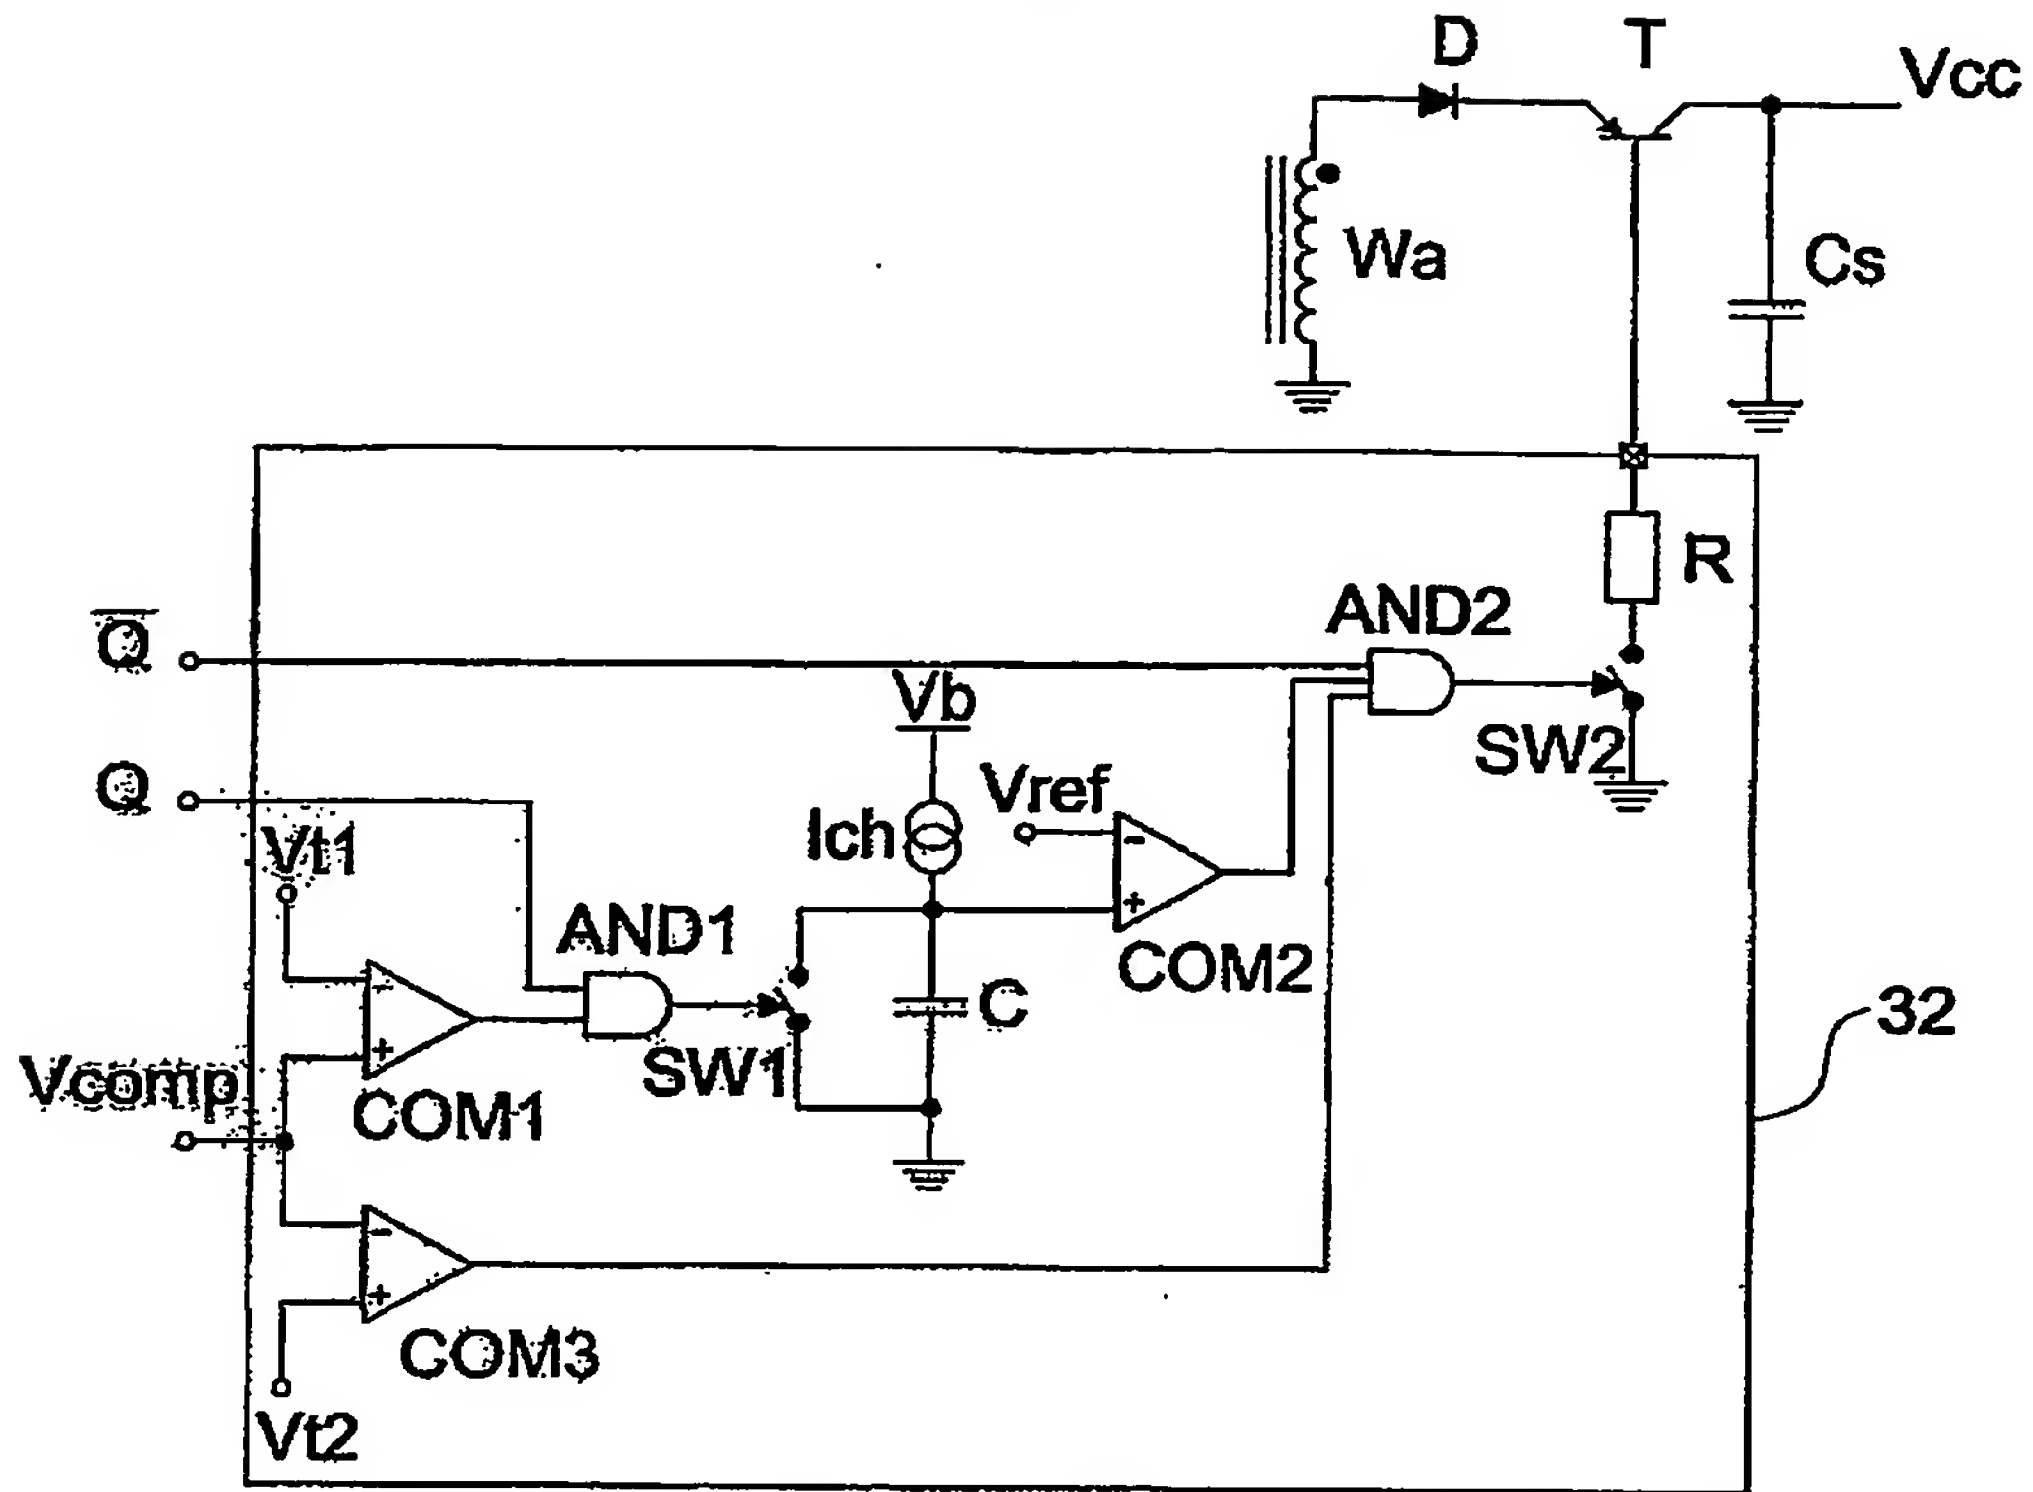 D
T
Vcc
Wa
Cs
R
Q
AND2
Vb
SW2
Q
Vref
Ich
Vt1
AND1
COM2
C
32
SW1
Vcomp
COM1
COM3
Vt2